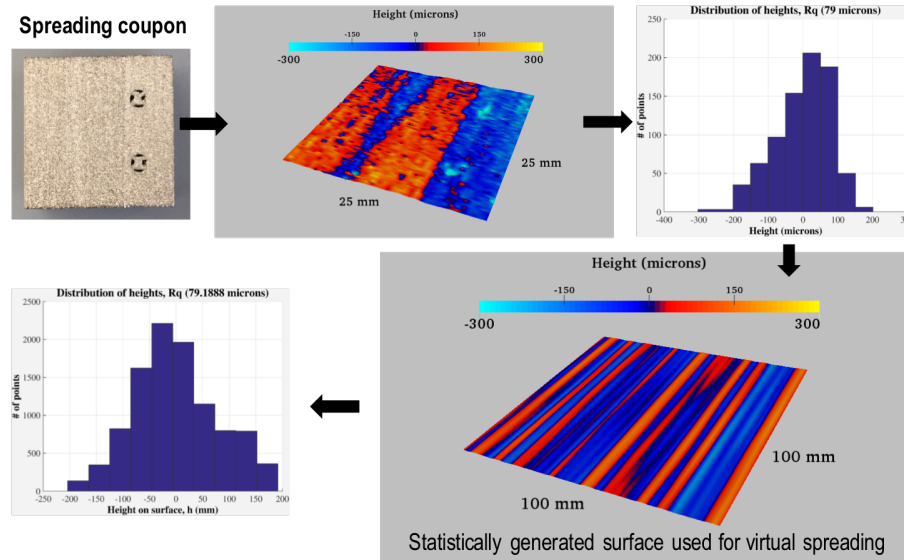 Spreading coupon
Height (microns)
-150 0 150
-300 300
25 mm
25 mm
Distribution of heights, Rq (79 microns)
# of points
250
200
150
100
50
0
-400 -300 -200 -100 0 100 200
Height (microns)
Height (microns)
-150 0 150
-300 300
100 mm
100 mm
Statistically generated surface used for virtual spreading
Distribution of heights, Rq (79.1888 microns)
# of points
2500
2000
1500
1000
500
0
-250 -200 -150 -100 -50 0 50 100 150 200
Height on surface, h (mm)